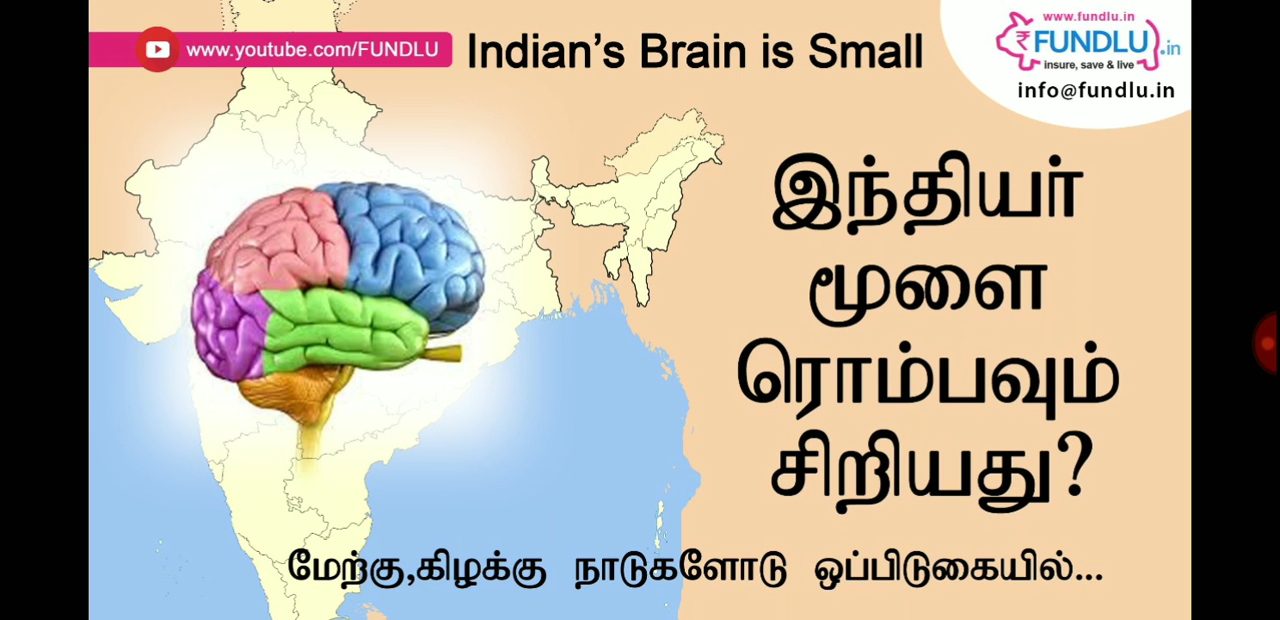 www.fundlu.in
www.youtube.com/FUNDLU Indian's Brain is Small
₹FUNDLU.in
insure, save & live
info@fundlu.in
இந்தியர்
மூளை
ரொம்பவும்
சிறியது?
மேற்கு,கிழக்கு நாடுகளோடு ஒப்பிடுகையில்...